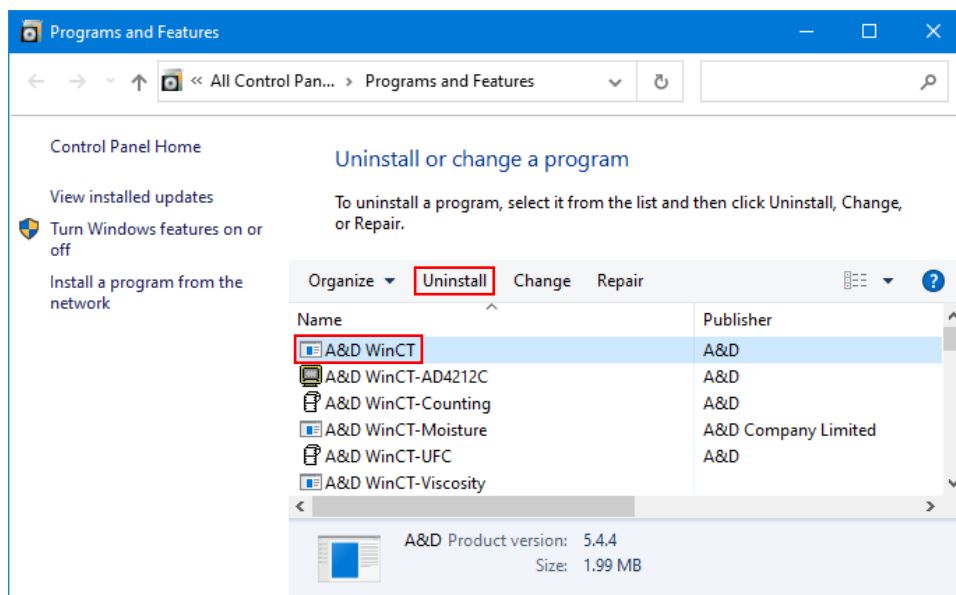 Programs and Features
« All Control Pan... › Programs and Features
Control Panel Home
View installed updates
Turn Windows features on or
off
Install a program from the
network
Uninstall or change a program
To uninstall a program, select it from the list and then click Uninstall, Change,
or Repair.
Organize Uninstall Change Repair ?
Name Publisher
A&D WinCT A&D
A&D WinCT-AD4212C A&D
A&D WinCT-Counting A&D
A&D WinCT-Moisture A&D Company Limited
A&D WinCT-UFC A&D
A&D WinCT-Viscosity
A&D Product version: 5.4.4
Size: 1.99 MB